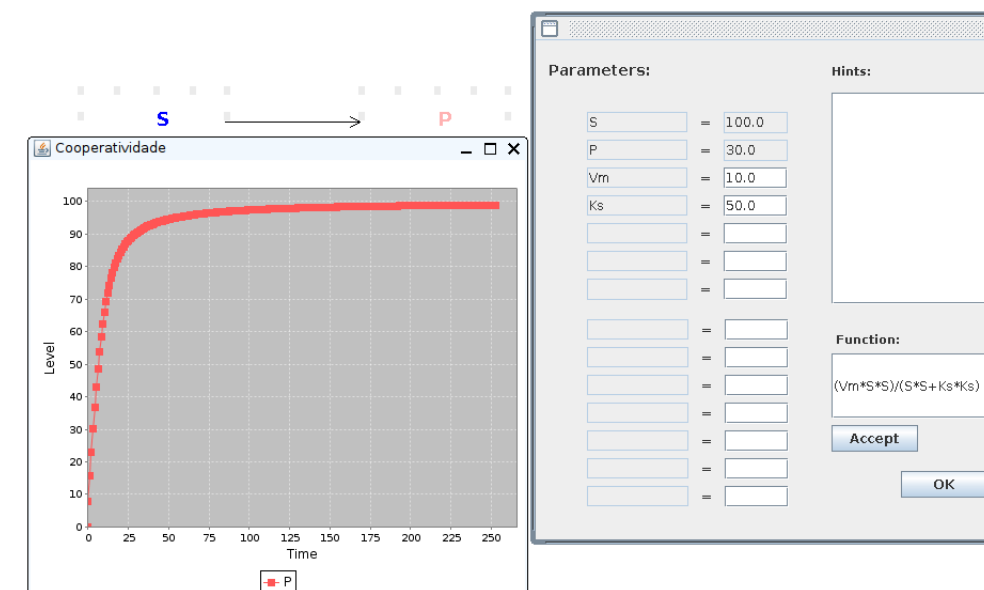 S P
Cooperatividade
100
90
80
70
60
50
40
30
20
10
0
Level
0 25 50 75 100 125 150 175 200 225 250
Time
P
Parameters:
S = 100.0
P = 30.0
Vm = 10.0
Ks = 50.0
=
=
=
=
=
=
=
=
=
=
Hints:
Function:
(Vm*S*S)/(S*S+Ks*Ks)
Accept
OK